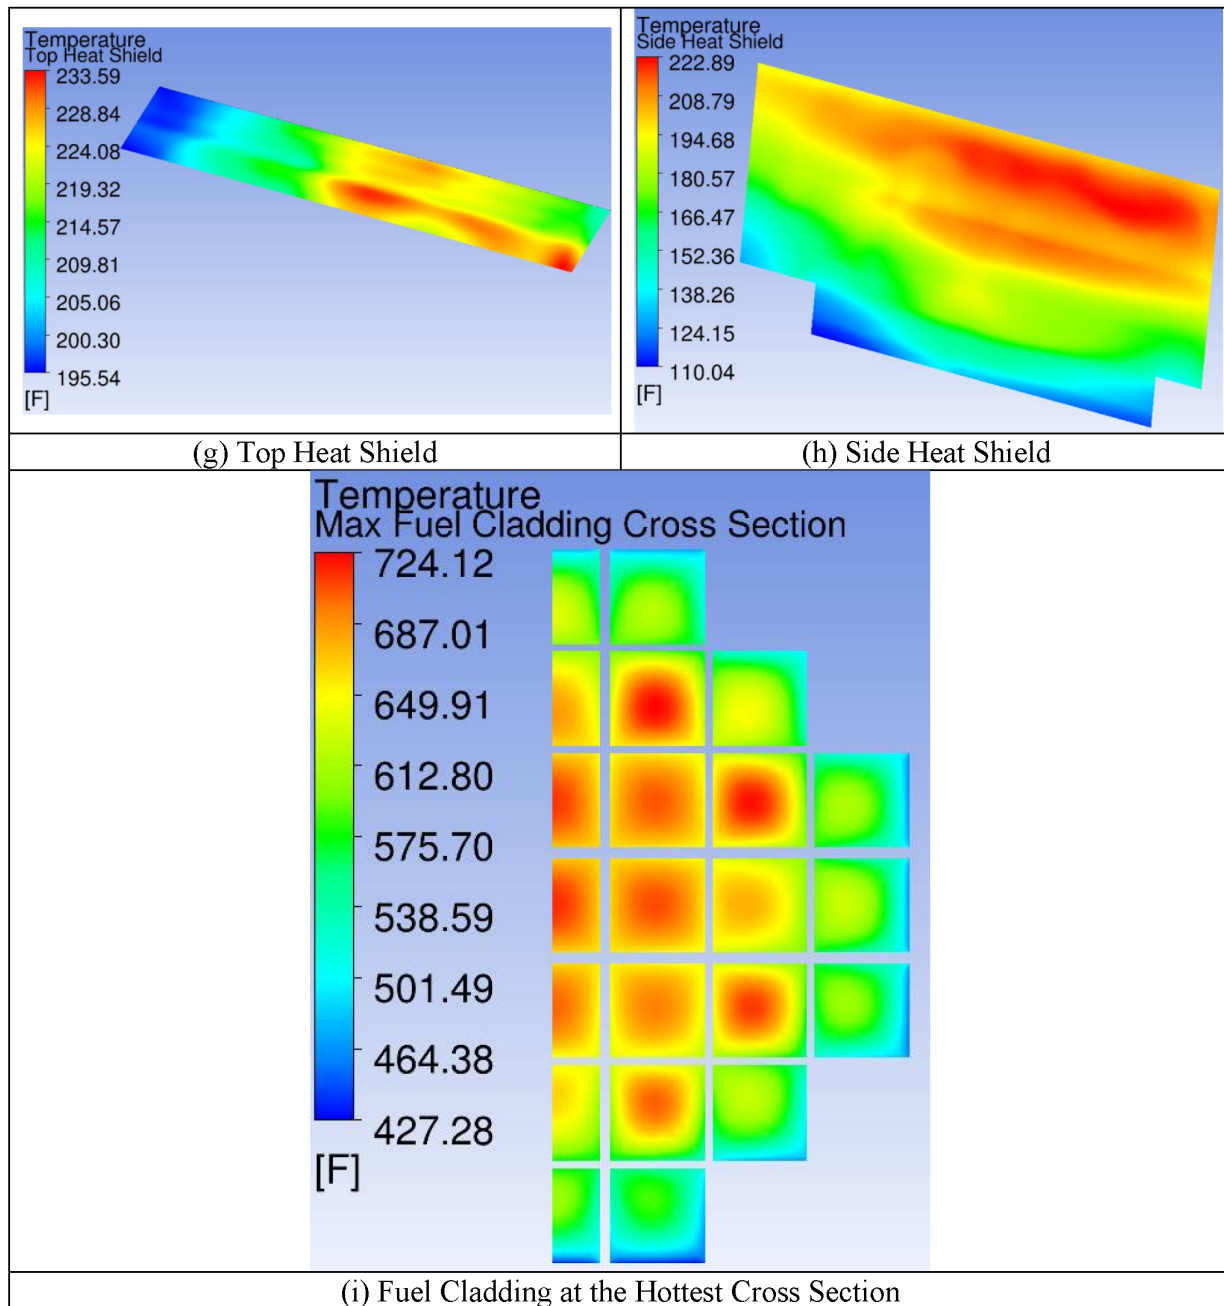 Temperature
Top Heat Shield
233.59
228.84
224.08
219.32
214.57
209.81
205.06
200.30
195.54
[F]
Temperature
Side Heat Shield
222.89
208.79
194.68
180.57
166.47
152.36
138.26
124.15
110.04
[F]
(g) Top Heat Shield
(h) Side Heat Shield
Temperature
Max Fuel Cladding Cross Section
724.12
687.01
649.91
612.80
575.70
538.59
501.49
464.38
427.28
[F]
(i) Fuel Cladding at the Hottest Cross Section